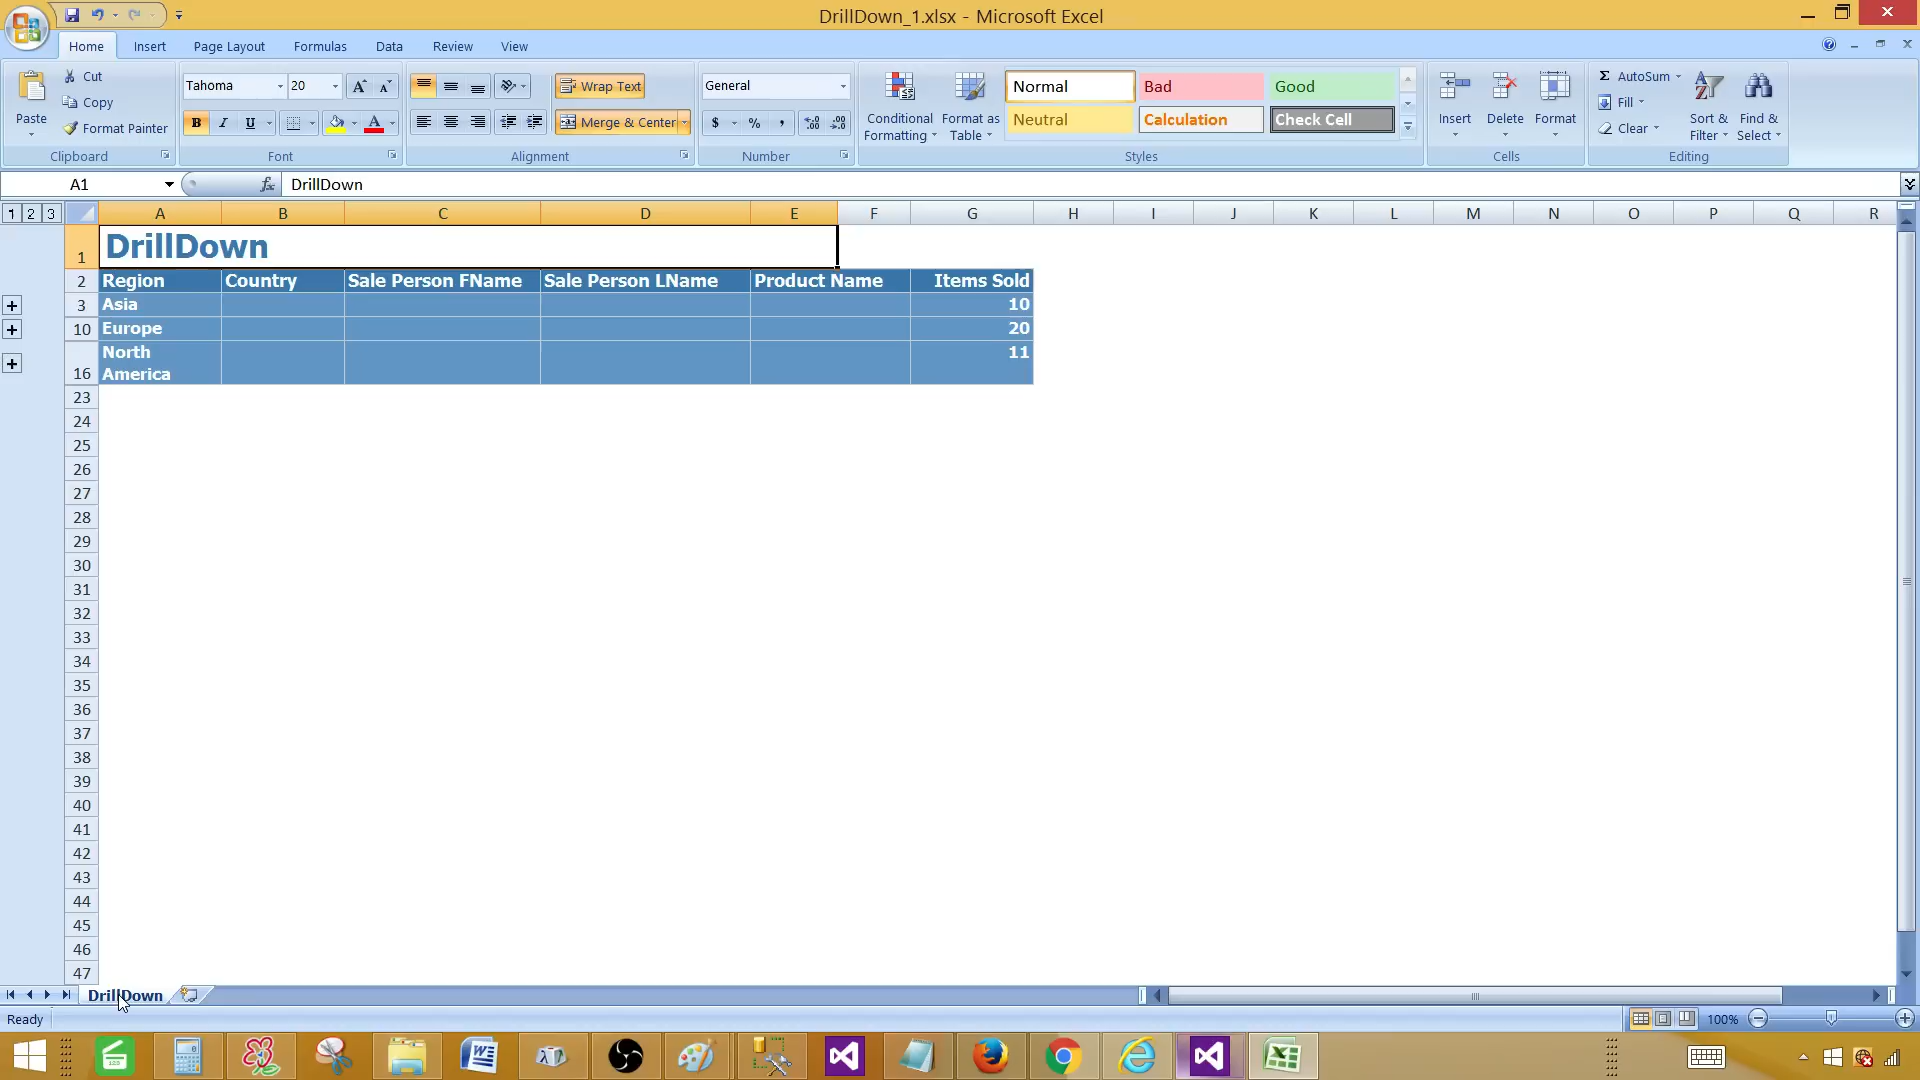 DrillDown_1.xlsx - Microsoft Excel
Home Insert Page Layout Formulas Data Review View
Paste
Cut
Copy
Format Painter
Clipboard
Tahoma 20
B I U
Font
Wrap Text
Merge & Center
Alignment
General
$ % ,
Number
Conditional Formatting
Format as Table
Normal Bad Good
Neutral Calculation Check Cell
Styles
Insert Delete Format
Cells
Σ AutoSum
Fill
Clear
Sort & Filter
Find & Select
Editing
A1 fx DrillDown
1 2 3 A B C D E F G H I J K L M N O P Q R
1 DrillDown
2 Region Country Sale Person FName Sale Person LName Product Name Items Sold
3 Asia 10
10 Europe 20
16 North America 11
23
24
25
26
27
28
29
30
31
32
33
34
35
36
37
38
39
40
41
42
43
44
45
46
47
DrillDown
Ready 100%